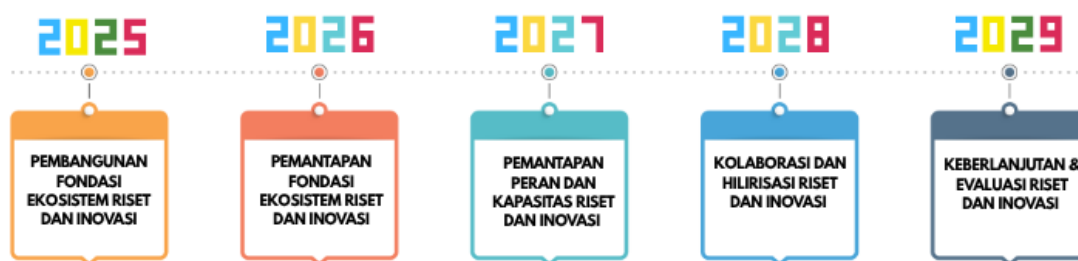 2025
2026
2027
2028
2029
PEMBANGUNAN
FONDASI
EKOSISTEM RISET
DAN INOVASI
PEMANTAPAN
FONDASI
EKOSISTEM RISET
DAN INOVASI
PEMANTAPAN
PERAN DAN
KAPASITAS RISET
DAN INOVASI
KOLABORASI DAN
HILIRISASI RISET
DAN INOVASI
KEBERLANJUTAN &
EVALUASI RISET
DAN INOVASI